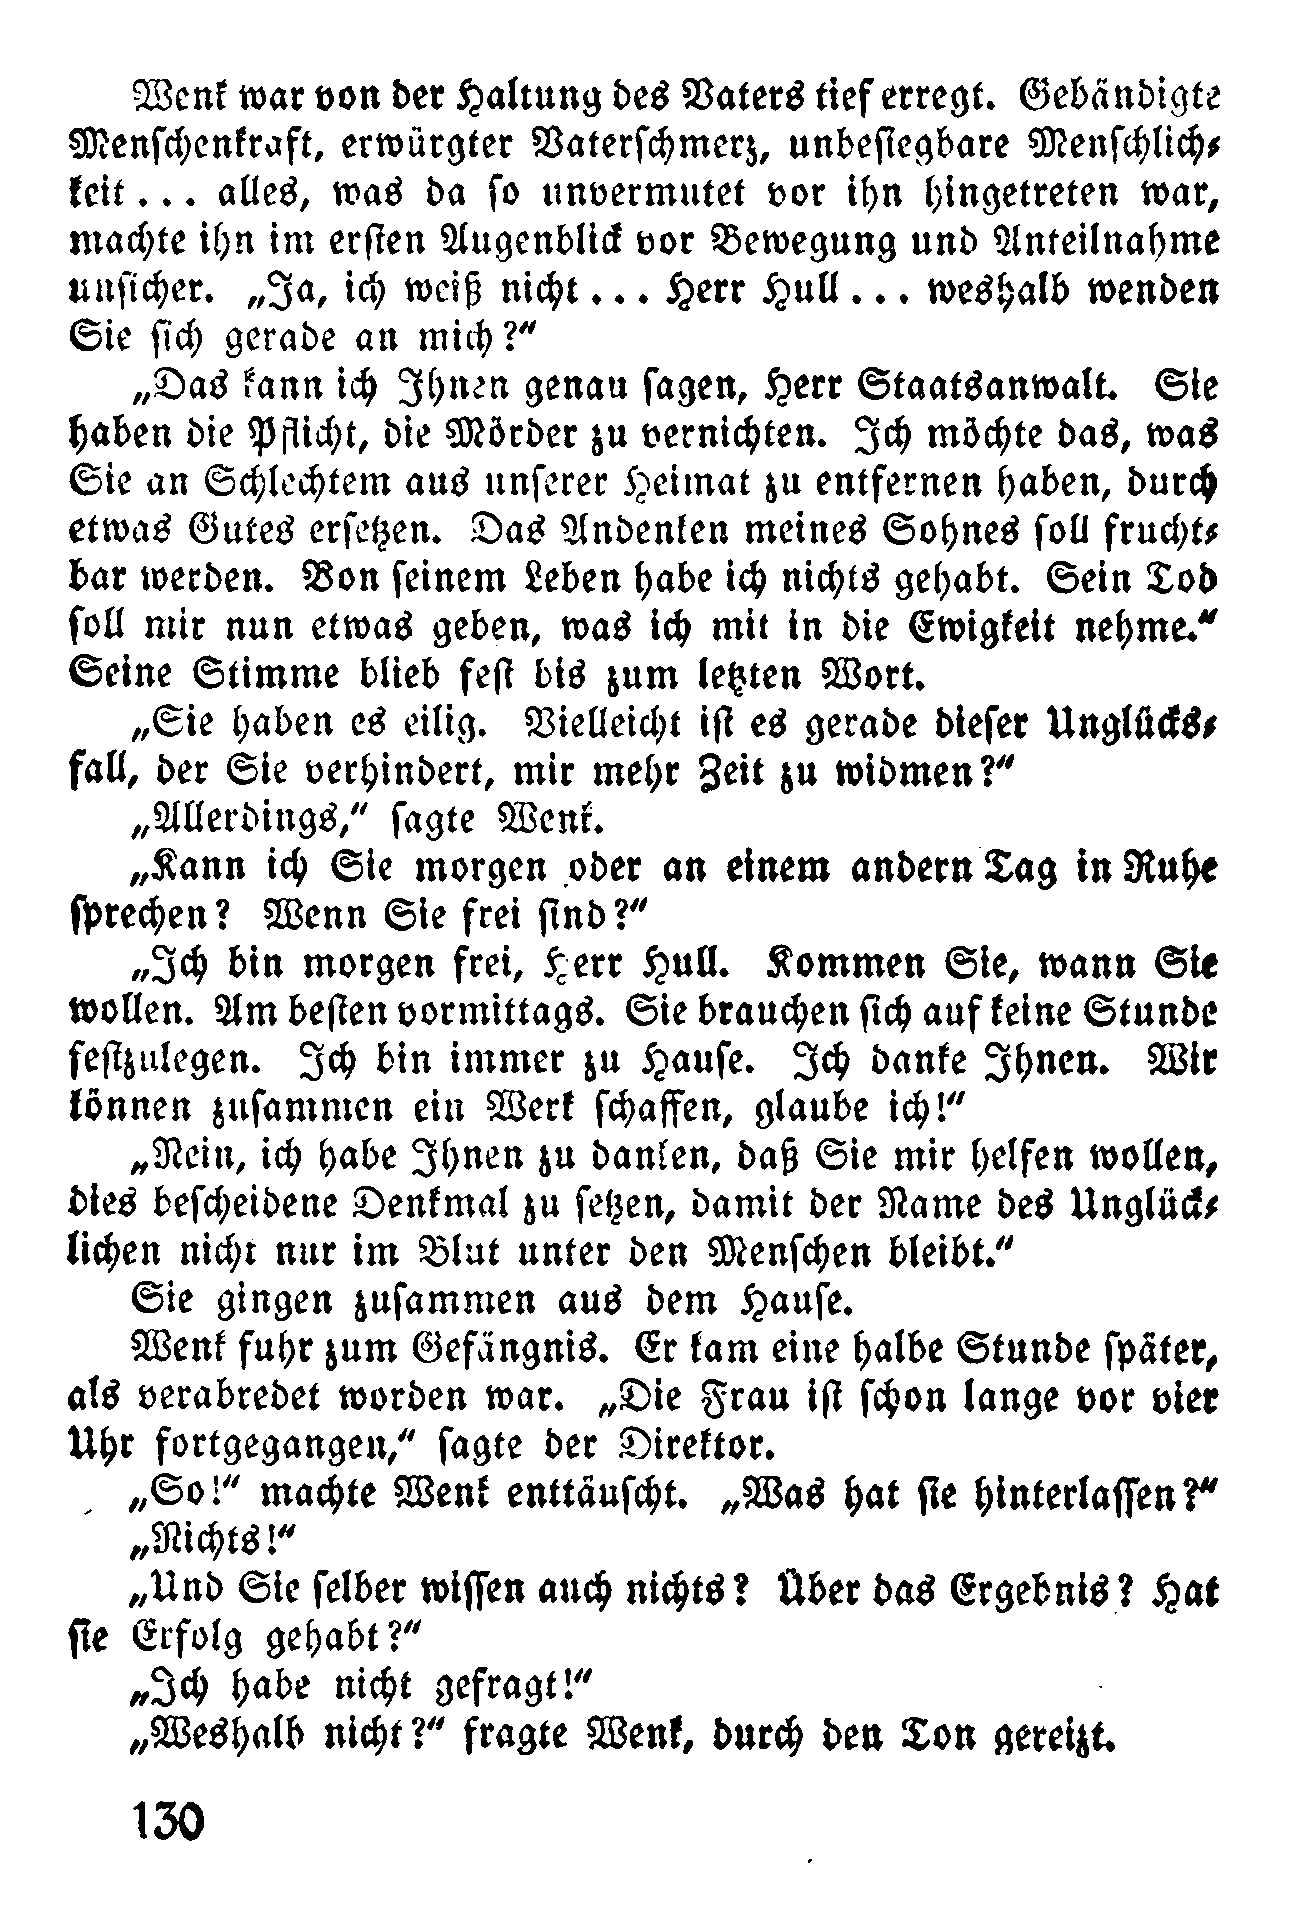 Wenk war von der Haltung des Vaters tief erregt. Gebändigte
Menschenkraft, erwürgter Vaterschmerz, unbesiegbare Menschlich-
keit... alles, was da so unvermutet vor ihn hingetreten war,
machte ihn im ersten Augenblick vor Bewegung und Anteilnahme
unsicher. „Ja, ich weiß nicht... Herr Hull... weshalb wenden
Sie sich gerade an mich?“
„Das kann ich Ihnen genau sagen, Herr Staatsanwalt. Sie
haben die Pflicht, die Mörder zu vernichten. Ich möchte das, was
Sie an Schlechtem aus unserer Heimat zu entfernen haben, durch
etwas Gutes ersetzen. Das Andenken meines Sohnes soll frucht-
bar werden. Von seinem Leben habe ich nichts gehabt. Sein Tod
soll mir nun etwas geben, was ich mit in die Ewigkeit nehme.“
Seine Stimme blieb fest bis zum letzten Wort.
„Sie haben es eilig. Vielleicht ist es gerade dieser Unglücks-
fall, der Sie verhindert, mir mehr Zeit zu widmen?“
„Allerdings,“ sagte Wenk.
„Kann ich Sie morgen oder an einem andern Tag in Ruhe
sprechen? Wenn Sie frei sind?“
„Ich bin morgen frei, Herr Hull. Kommen Sie, wann Sie
wollen. Am besten vormittags. Sie brauchen sich auf keine Stunde
festzulegen. Ich bin immer zu Hause. Ich danke Ihnen. Wir
können zusammen ein Werk schaffen, glaube ich!“
„Nein, ich habe Ihnen zu danken, daß Sie mir helfen wollen,
dies bescheidene Denkmal zu setzen, damit der Name des Unglück-
lichen nicht nur im Blut unter den Menschen bleibt.“
Sie gingen zusammen aus dem Hause.
Wenk fuhr zum Gefängnis. Er kam eine halbe Stunde später,
als verabredet worden war. „Die Frau ist schon lange vor vier
Uhr fortgegangen,“ sagte der Direktor.
„So!“ machte Wenk enttäuscht. „Was hat sie hinterlassen?“
„Nichts!“
„Und Sie selber wissen auch nichts? Über das Ergebnis? Hat
sie Erfolg gehabt?“
„Ich habe nicht gefragt!“
„Weshalb nicht?“ fragte Wenk, durch den Ton gereizt.
130